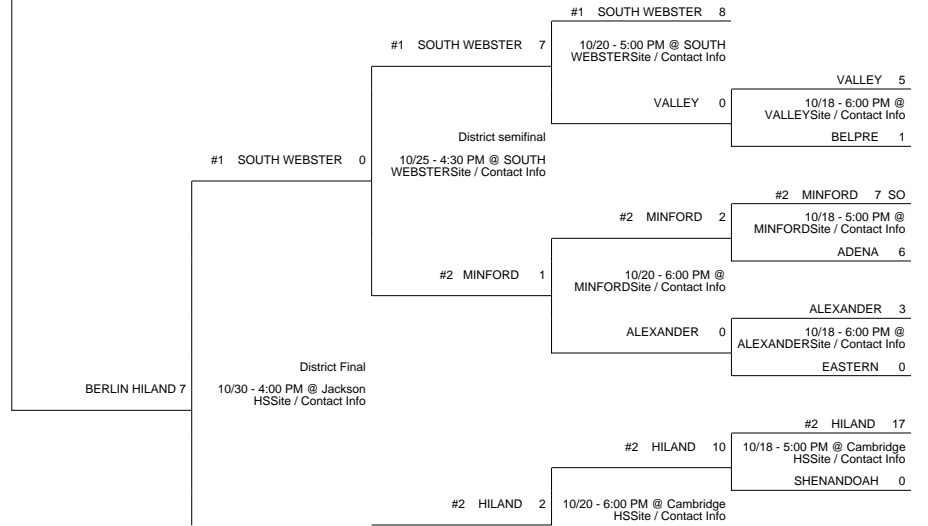 #1 SOUTH WEBSTER 8
#1 SOUTH WEBSTER 7
10/20 - 5:00 PM @ SOUTH
WEBSTERSite / Contact Info
VALLEY 5
VALLEY 0
10/18 - 6:00 PM @
VALLEYSite / Contact Info
District semifinal
BELPRE 1
#1 SOUTH WEBSTER 0
10/25 - 4:30 PM @ SOUTH
WEBSTERSite / Contact Info
#2 MINFORD 7 SO
#2 MINFORD 2
10/18 - 5:00 PM @
MINFORDSite / Contact Info
ADENA 6
#2 MINFORD 1
10/20 - 6:00 PM @
MINFORDSite / Contact Info
ALEXANDER 3
ALEXANDER 0
10/18 - 6:00 PM @
ALEXANDERSite / Contact Info
District Final
EASTERN 0
BERLIN HILAND 7
10/30 - 4:00 PM @ Jackson
HSSite / Contact Info
#2 HILAND 17
#2 HILAND 10
10/18 - 5:00 PM @ Cambridge
HSSite / Contact Info
SHENANDOAH 0
#2 HILAND 2
10/20 - 6:00 PM @ Cambridge
HSSite / Contact Info